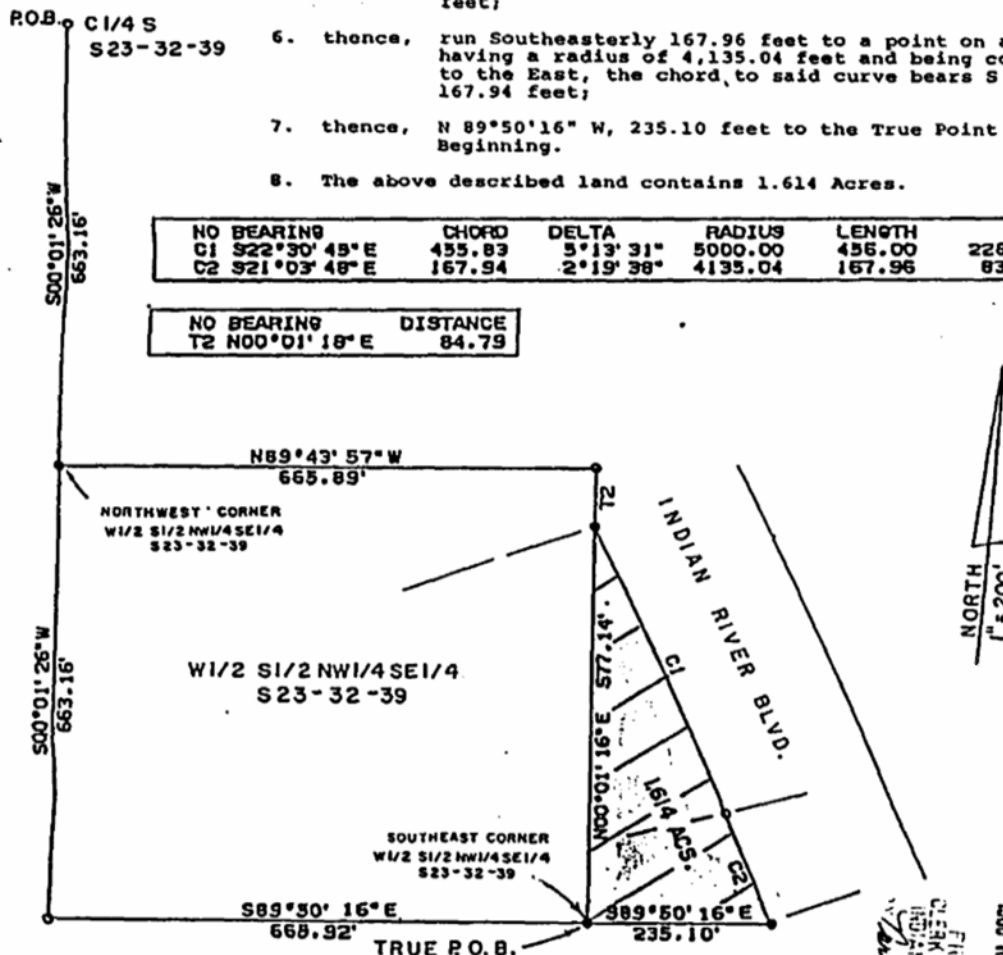 feet;
P.O.B. C 1/4 S
S23-32-39
6. thence, run Southeasterly 167.96 feet to a point on a
having a radius of 4,135.04 feet and being co
to the East, the chord to said curve bears S
167.94 feet;
7. thence, N 89°50'16" W, 235.10 feet to the True Point
Beginning.
8. The above described land contains 1.614 Acres.
NO BEARING CHORD DELTA RADIUS LENGTH
C1 S22°30'49"E 455.83 5°13'31" 5000.00 456.00 228
C2 S21°03'48"E 167.94 2°19'38" 4135.04 167.96 83
NO BEARING DISTANCE
T2 N00°01'18"E 84.79
S00°01'26"W
663.16'
N89°43'57"W
665.89'
T2
NORTHWEST CORNER
W1/2 S1/2 NW1/4SE1/4
S23-32-39
INDIAN RIVER BLVD.
NORTH
1" = 200'
S00°01'26"W
663.16'
W1/2 S1/2 NW1/4 SE1/4
S23-32-39
N00°01'16"E 577.14'
C1
1.614 ACS.
C2
SOUTHEAST CORNER
W1/2 S1/2 NW1/4SE1/4
S23-32-39
S89°30'16"E
668.92'
S89°50'16"E
235.10'
TRUE P.O.B.
CLERK